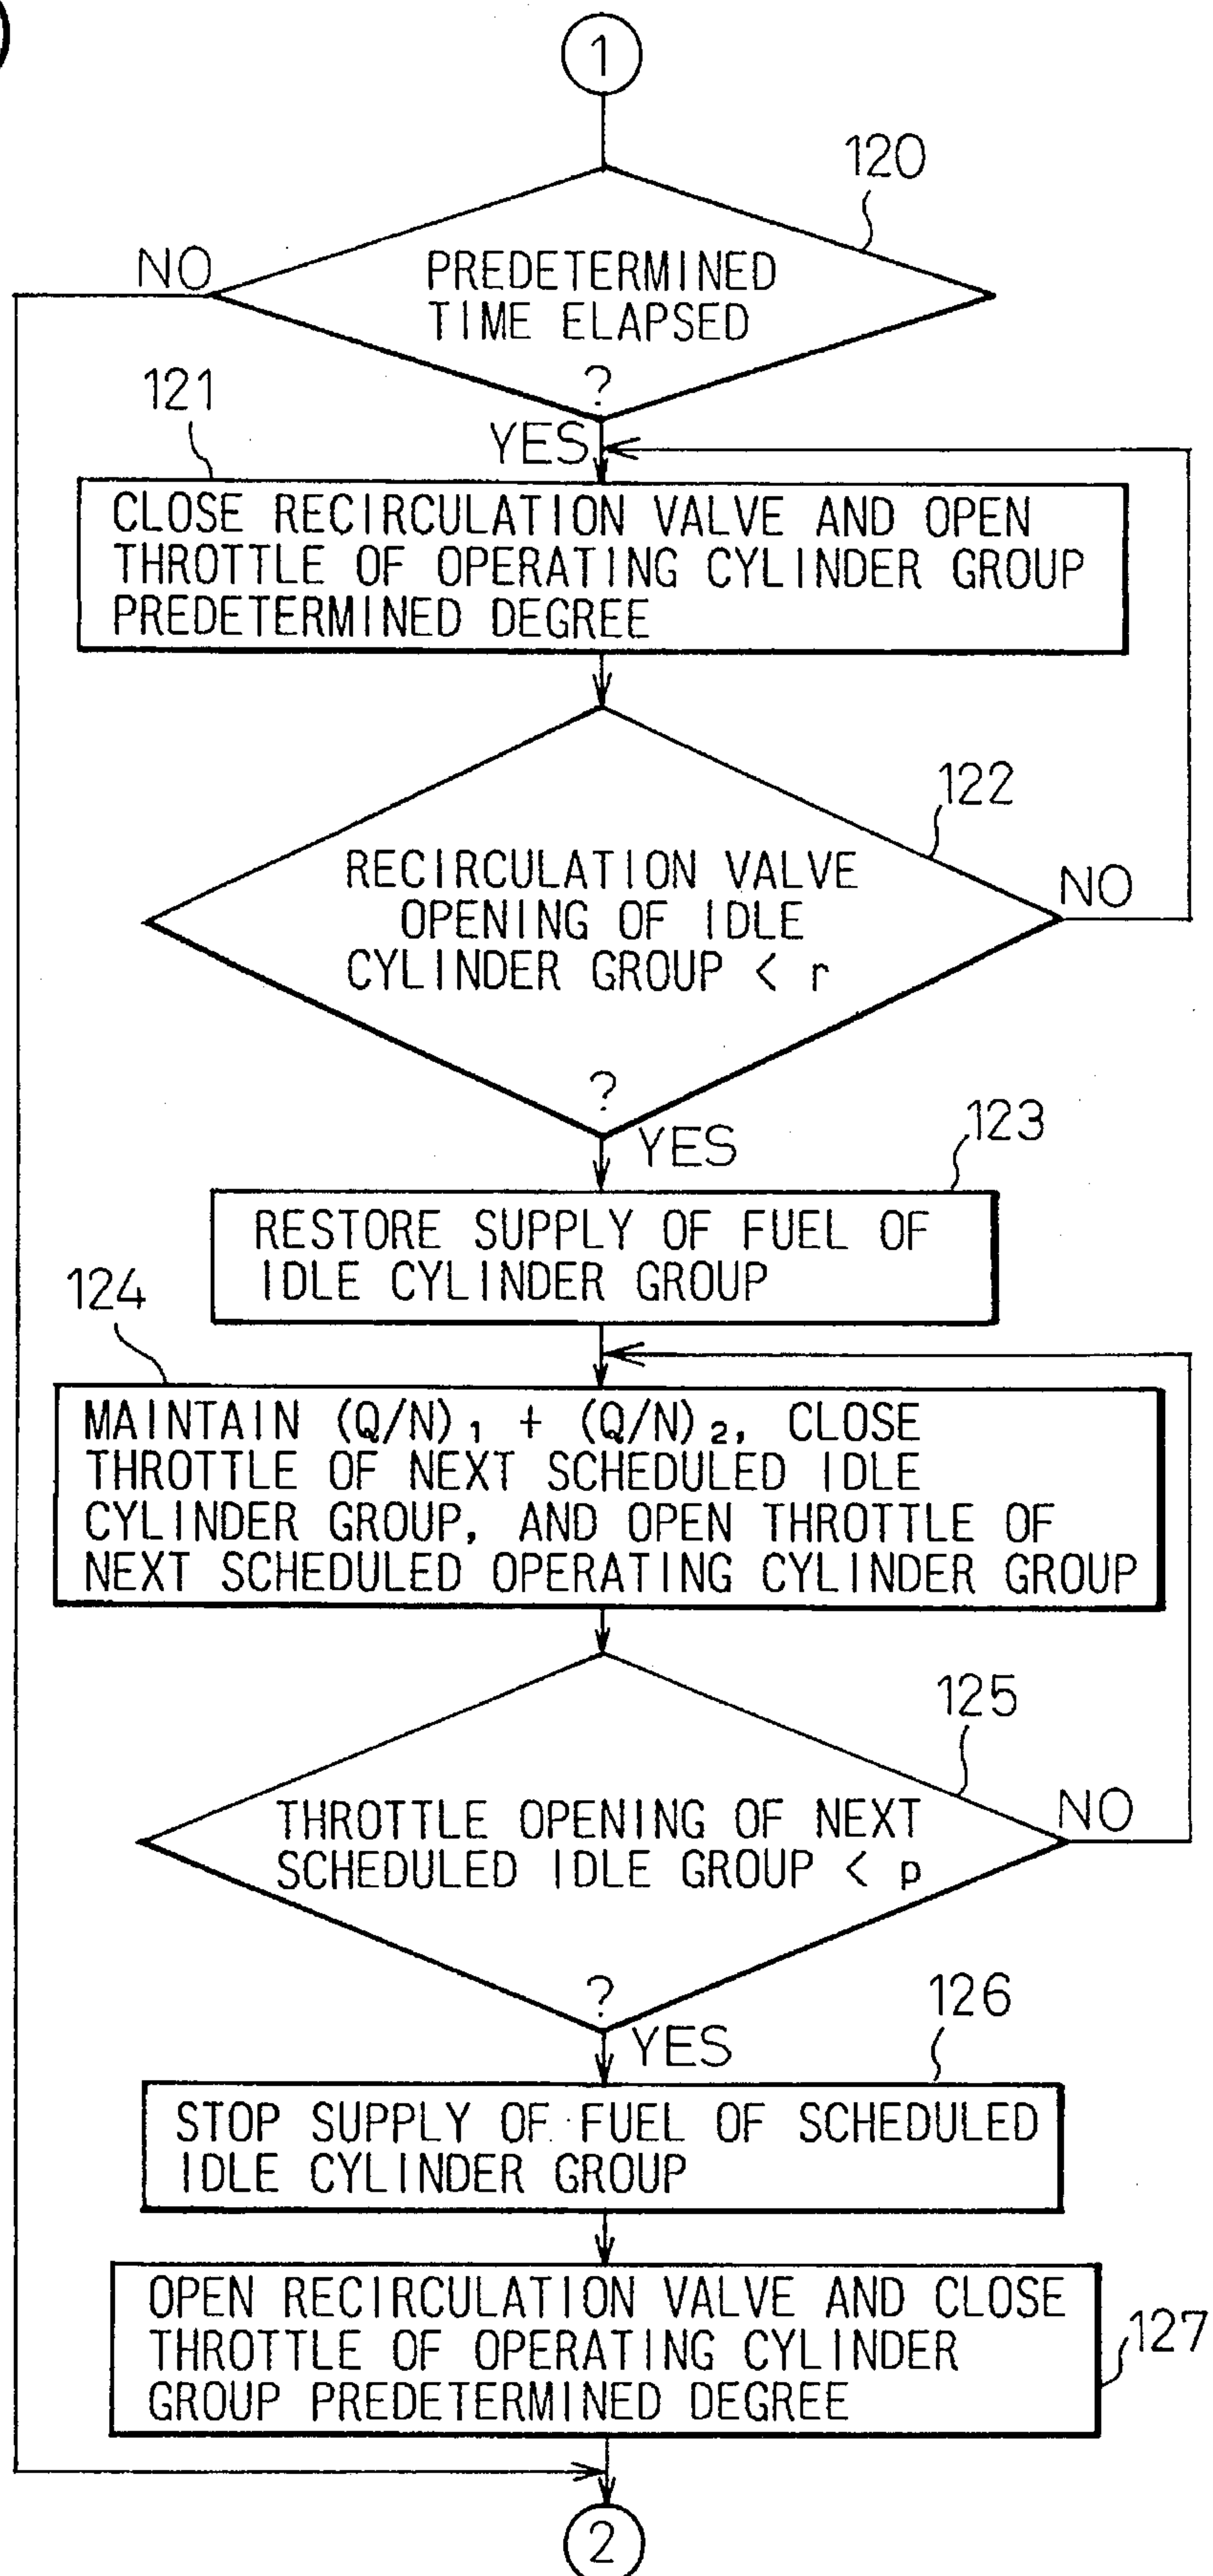 1
120
NO
PREDETERMINED
TIME ELAPSED
?
YES
121
CLOSE RECIRCULATION VALVE AND OPEN
THROTTLE OF OPERATING CYLINDER GROUP
PREDETERMINED DEGREE
122
RECIRCULATION VALVE
OPENING OF IDLE
CYLINDER GROUP < r
?
NO
YES
123
RESTORE SUPPLY OF FUEL OF
IDLE CYLINDER GROUP
124
MAINTAIN (Q/N)₁ + (Q/N)₂, CLOSE
THROTTLE OF NEXT SCHEDULED IDLE
CYLINDER GROUP, AND OPEN THROTTLE OF
NEXT SCHEDULED OPERATING CYLINDER GROUP
125
THROTTLE OPENING OF NEXT
SCHEDULED IDLE GROUP < p
?
NO
YES
126
STOP SUPPLY OF FUEL OF SCHEDULED
IDLE CYLINDER GROUP
OPEN RECIRCULATION VALVE AND CLOSE
THROTTLE OF OPERATING CYLINDER
GROUP PREDETERMINED DEGREE
127
2